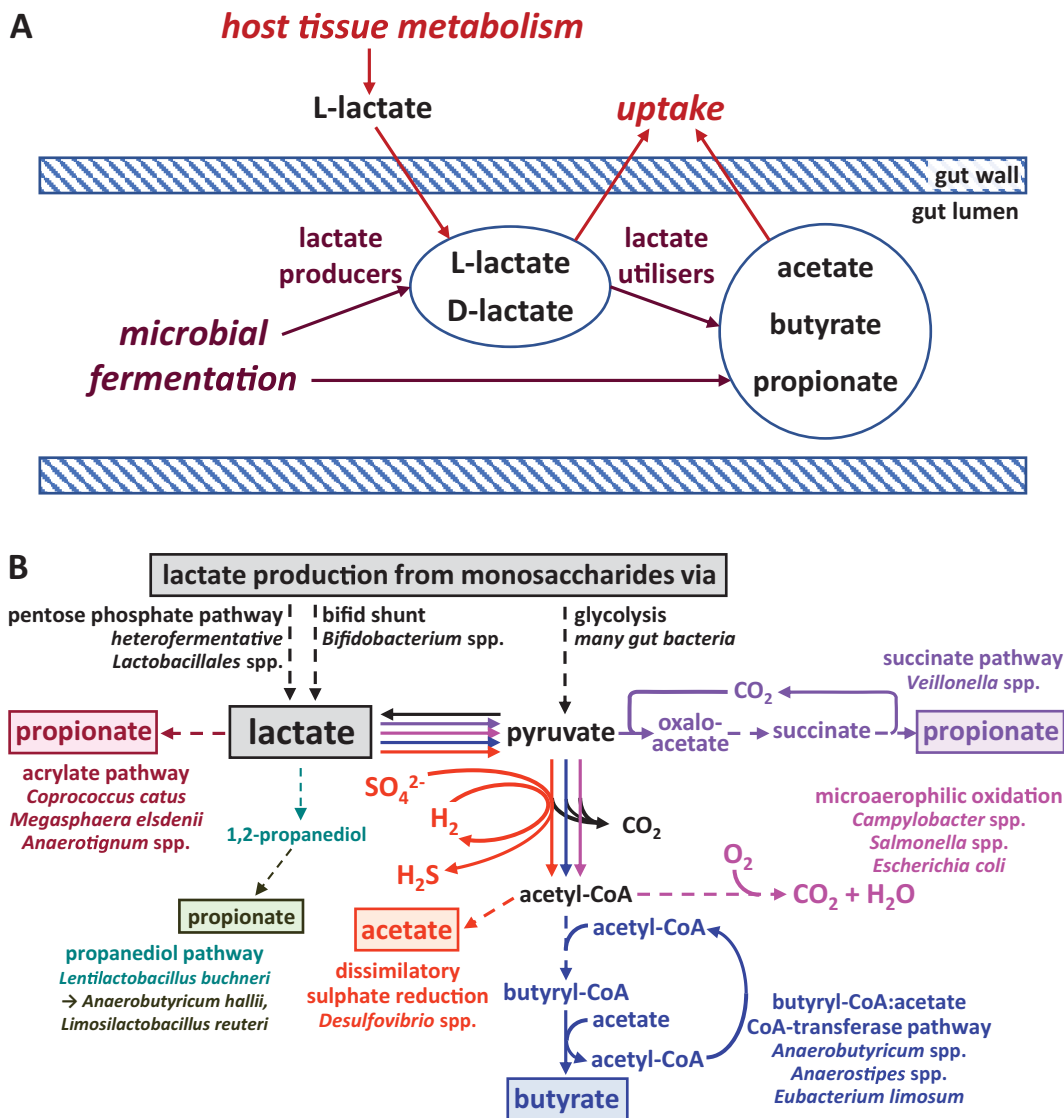 A
host tissue metabolism
L-lactate
uptake
gut wall
gut lumen
lactate
producers
L-lactate
D-lactate
lactate
utilisers
acetate
butyrate
propionate
microbial
fermentation
B
lactate production from monosaccharides via
pentose phosphate pathway
heterofermentative
Lactobacillales spp.
bifid shunt
Bifidobacterium spp.
glycolysis
many gut bacteria
succinate pathway
Veillonella spp.
CO2
propionate
lactate
pyruvate
oxalo-
acetate
succinate
propionate
acrylate pathway
Coprococcus catus
Megasphaera elsdenii
Anaerotignum spp.
1,2-propanediol
propionate
propanediol pathway
Lentilactobacillus buchneri
→ Anaerobutyricum hallii,
Limosilactobacillus reuteri
SO4 2-
H2
H2S
CO2
microaerophilic oxidation
Campylobacter spp.
Salmonella spp.
Escherichia coli
O2
acetyl-CoA
CO2 + H2O
acetate
dissimilatory
sulphate reduction
Desulfovibrio spp.
acetyl-CoA
butyryl-CoA
acetate
acetyl-CoA
butyrate
butyryl-CoA:acetate
CoA-transferase pathway
Anaerobutyricum spp.
Anaerostipes spp.
Eubacterium limosum